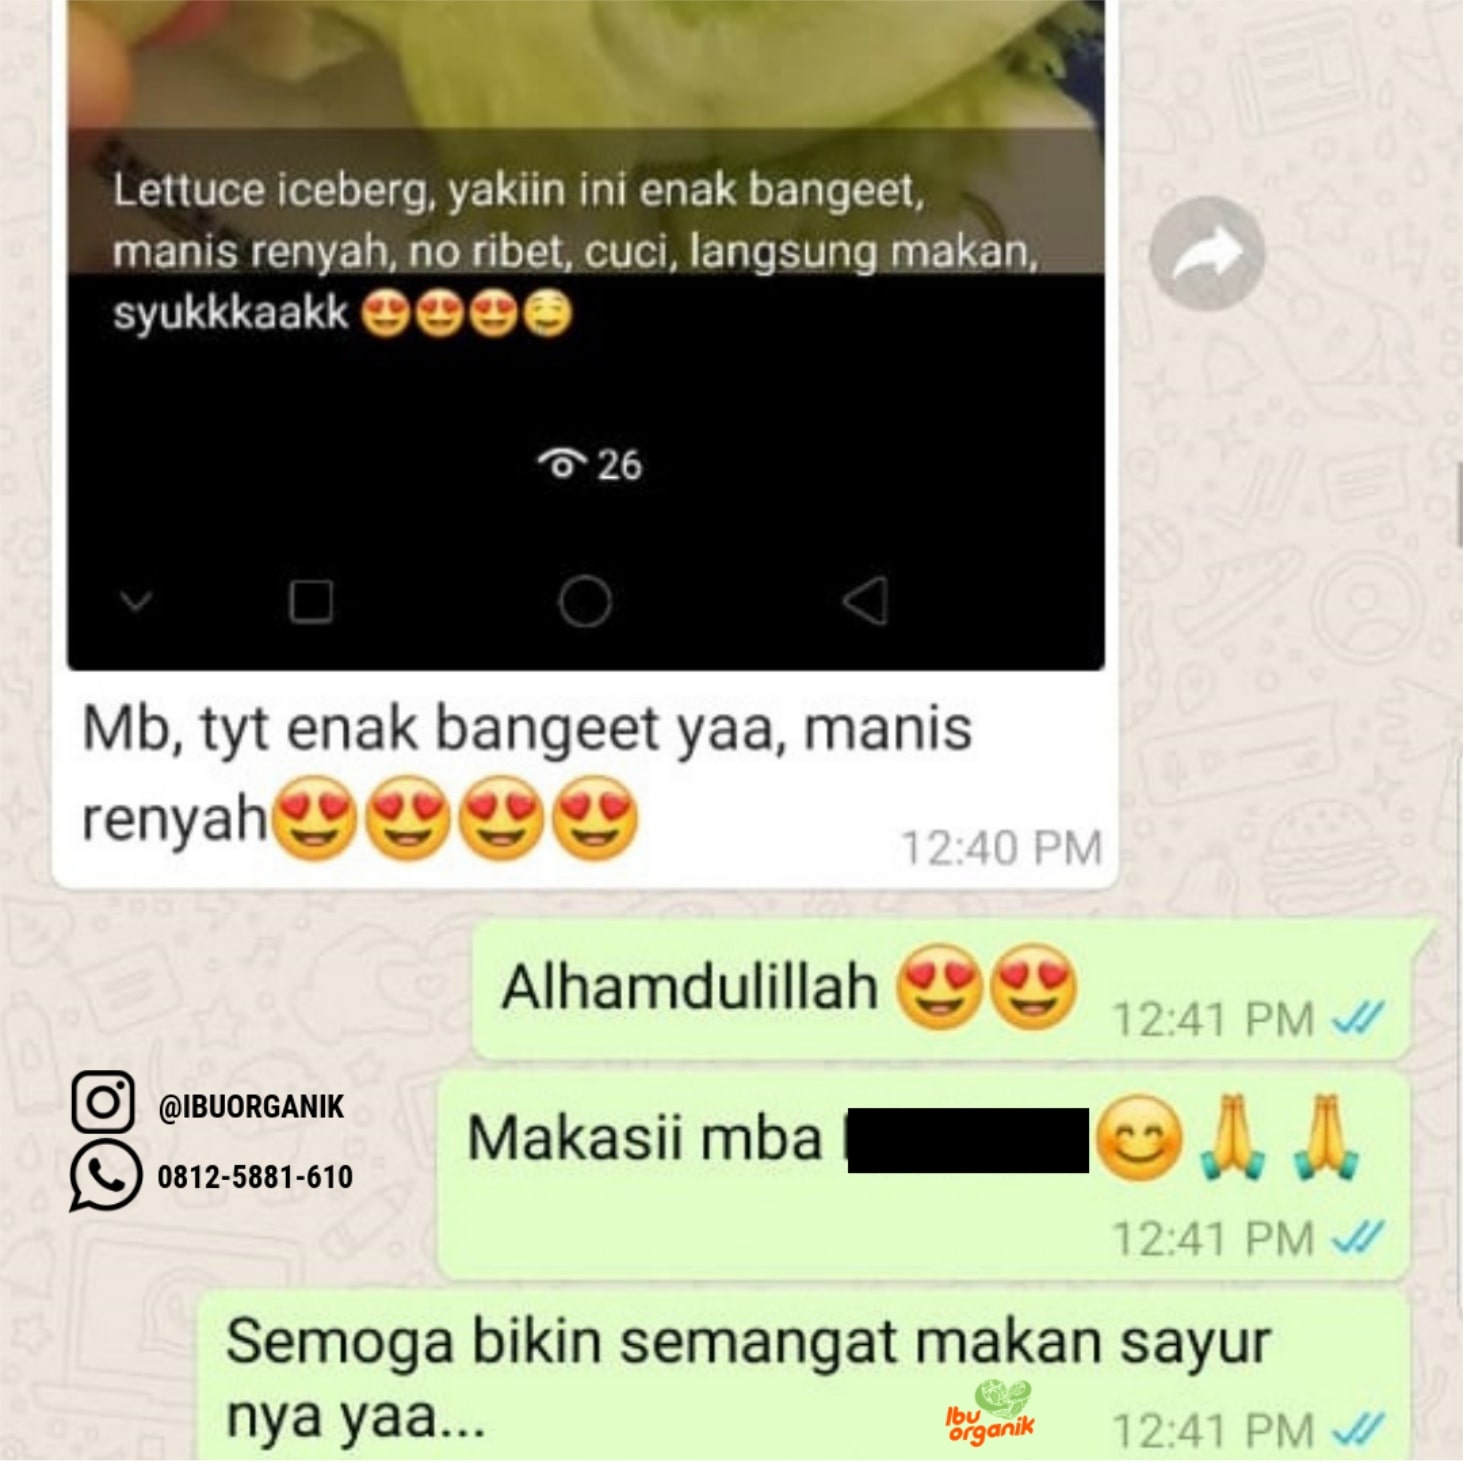 Lettuce iceberg, yakiin ini enak bangeet,
manis renyah, no ribet, cuci, langsung makan,
syukkkaakk 😍😍😍🤤
26
Mb, tyt enak bangeet yaa, manis
renyah😍😍😍😍
12:40 PM
Alhamdulillah 😍😍
12:41 PM
@IBUORGANIK
0812-5881-610
Makasii mba 😊🙏🙏
12:41 PM
Semoga bikin semangat makan sayur
nya yaa...
Ibu
organik
12:41 PM